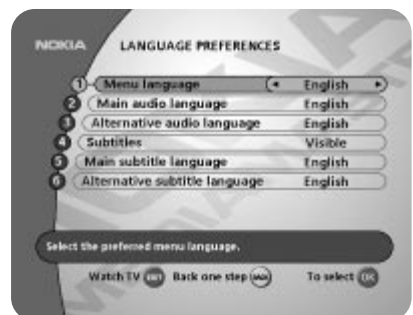 NOKIA
LANGUAGE PREFERENCES
1 Menu language English
2 Main audio language English
3 Alternative audio language English
4 Subtitles Visible
5 Main subtitle language English
6 Alternative subtitle language English
Select the preferred menu language.
Watch TV Back one step To select OK